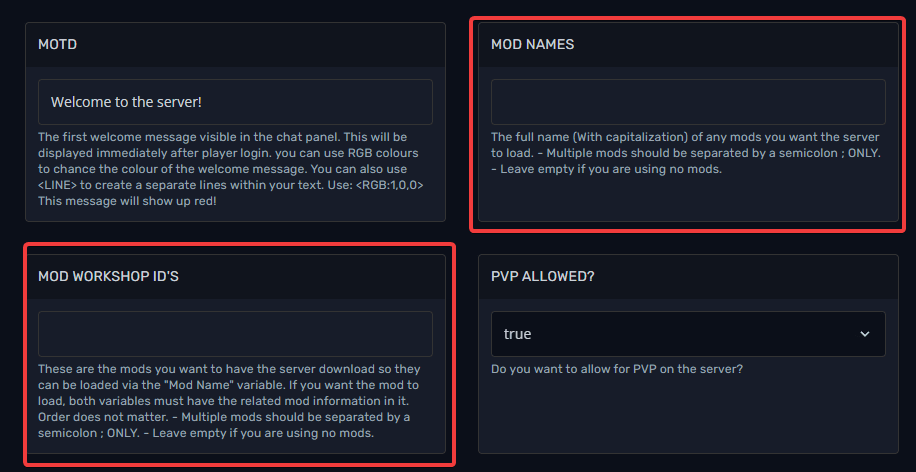 MOTD
Welcome to the server!
The first welcome message visible in the chat panel. This will be
displayed immediately after player login. you can use RGB colours
to chance the colour of the welcome message. You can also use
<LINE> to create a separate lines within your text. Use: <RGB:1,0,0>
This message will show up red!
MOD NAMES
The full name (With capitalization) of any mods you want the server
to load. - Multiple mods should be separated by a semicolon ; ONLY.
- Leave empty if you are using no mods.
MOD WORKSHOP ID'S
These are the mods you want to have the server download so they
can be loaded via the "Mod Name" variable. If you want the mod to
load, both variables must have the related mod information in it.
Order does not matter. - Multiple mods should be separated by a
semicolon ; ONLY. - Leave empty if you are using no mods.
PVP ALLOWED?
true
Do you want to allow for PVP on the server?